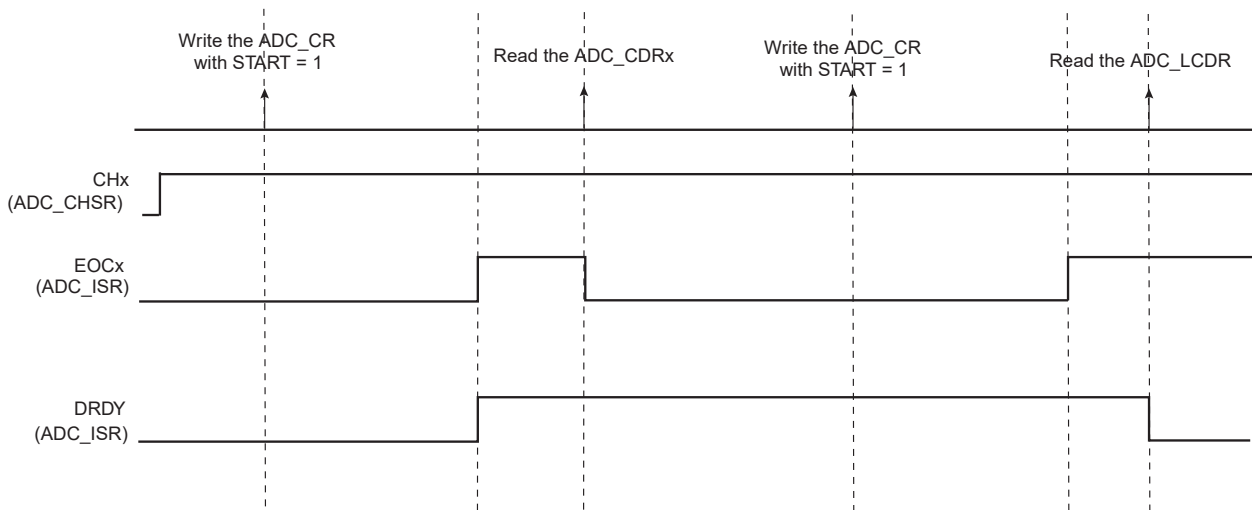 Write the ADC_CR
with START = 1
Read the ADC_CDRx
Write the ADC_CR
with START = 1
Read the ADC_LCDR
CHx
(ADC_CHSR)
EOCx
(ADC_ISR)
DRDY
(ADC_ISR)